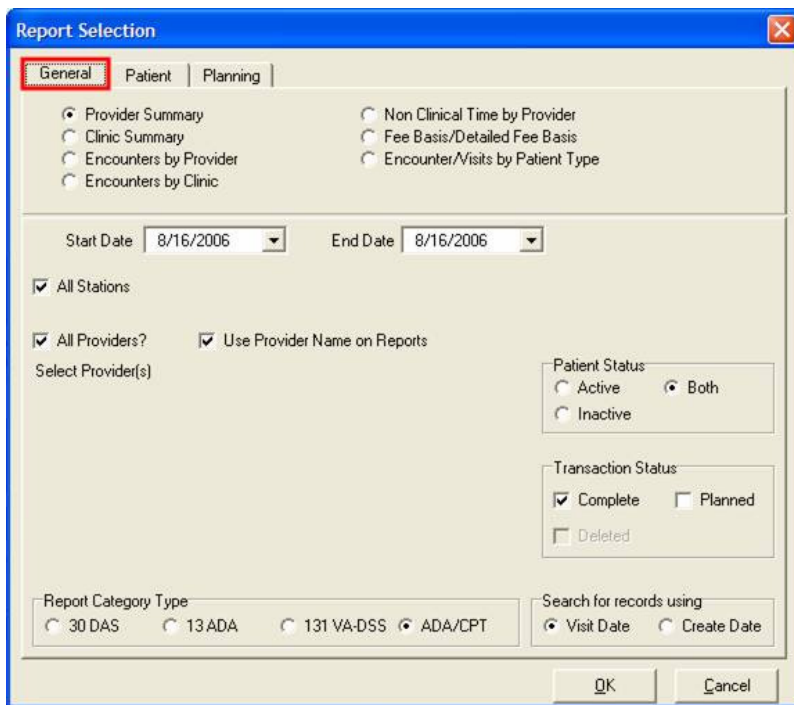 Report Selection
General Patient Planning
Provider Summary
Clinic Summary
Encounters by Provider
Encounters by Clinic
Non Clinical Time by Provider
Fee Basis/Detailed Fee Basis
Encounter/Visits by Patient Type
Start Date 8/16/2006 End Date 8/16/2006
All Stations
All Providers? Use Provider Name on Reports
Select Provider(s)
Patient Status
Active Both
Inactive
Transaction Status
Complete Planned
Deleted
Report Category Type
30 DAS 13 ADA 131 VA-DSS ADA/CPT
Search for records using
Visit Date Create Date
OK Cancel